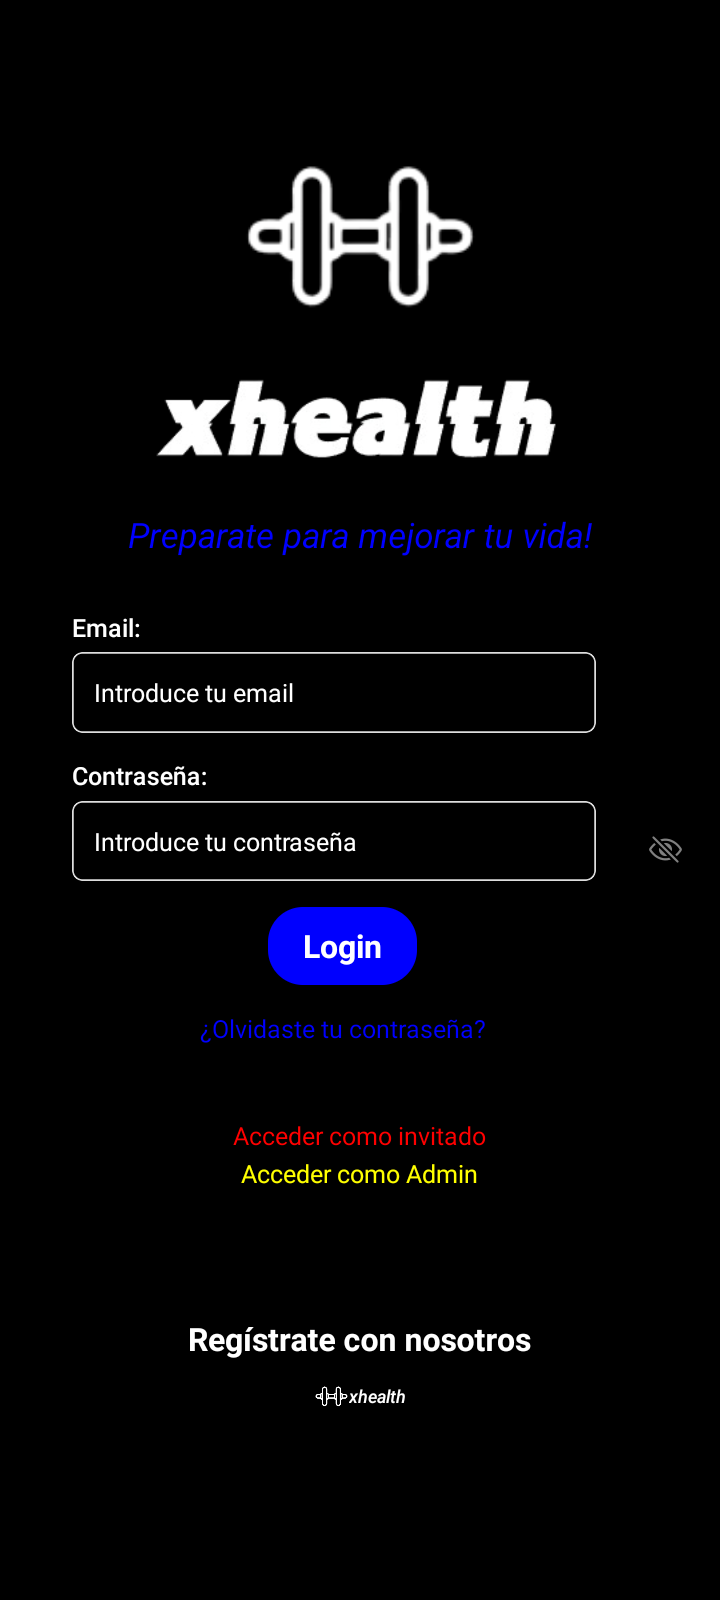 xhealth
Preparate para mejorar tu vida!
Email:
Introduce tu email
Contraseña:
Introduce tu contraseña
Login
¿Olvidaste tu contraseña?
Acceder como invitado
Acceder como Admin
Regístrate con nosotros
xhealth